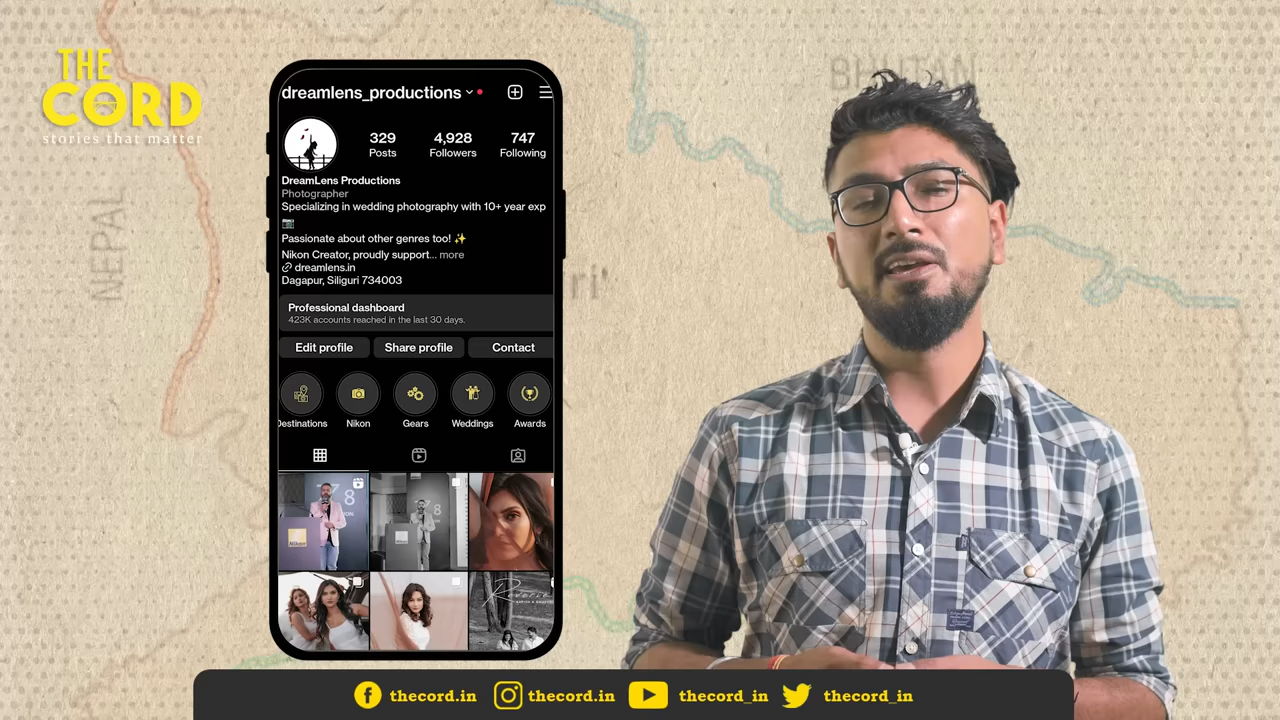 THE
CORD
stories that matter
NEPAL
BHUTAN
dreamlens_productions
329
4,928
747
Posts
Followers
Following
DreamLens Productions
Photographer
Specializing in wedding photography with 10+ year exp
📷
Passionate about other genres too! ✨
Nikon Creator, proudly support... more
dreamlens.in
Dagapur, Siliguri 734003
Professional dashboard
423K accounts reached in the last 30 days.
Edit profile
Share profile
Contact
Destinations
Nikon
Gears
Weddings
Awards
Nikon
8
8
thecord.in
thecord.in
thecord_in
thecord_in